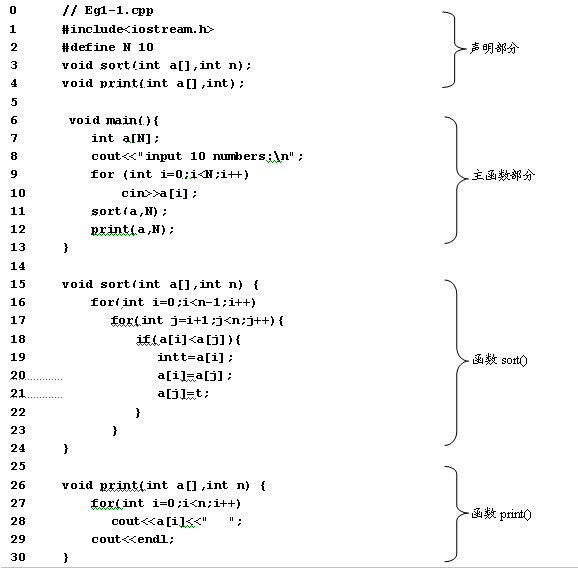 0 // Eg1-1.cpp
1 #include<iostream.h>
2 #define N 10
3 void sort(int a[],int n);
4 void print(int a[],int);
声明部分
5
6 void main(){
7 int a[N];
8 cout<<"input 10 numbers:\n";
9 for (int i=0;i<N;i++)
10 cin>>a[i];
11 sort(a,N);
12 print(a,N);
13 }
主函数部分
14
15 void sort(int a[],int n) {
16 for(int i=0;i<n-1;i++)
17 for(int j=i+1;j<n;j++){
18 if(a[i]<a[j]){
19 intt=a[i];
20 a[i]=a[j];
21 a[j]=t;
22 }
23 }
24 }
函数 sort()
25
26 void print(int a[],int n) {
27 for(int i=0;i<n;i++)
28 cout<<a[i]<<"   ";
29 cout<<endl;
30 }
函数 print()